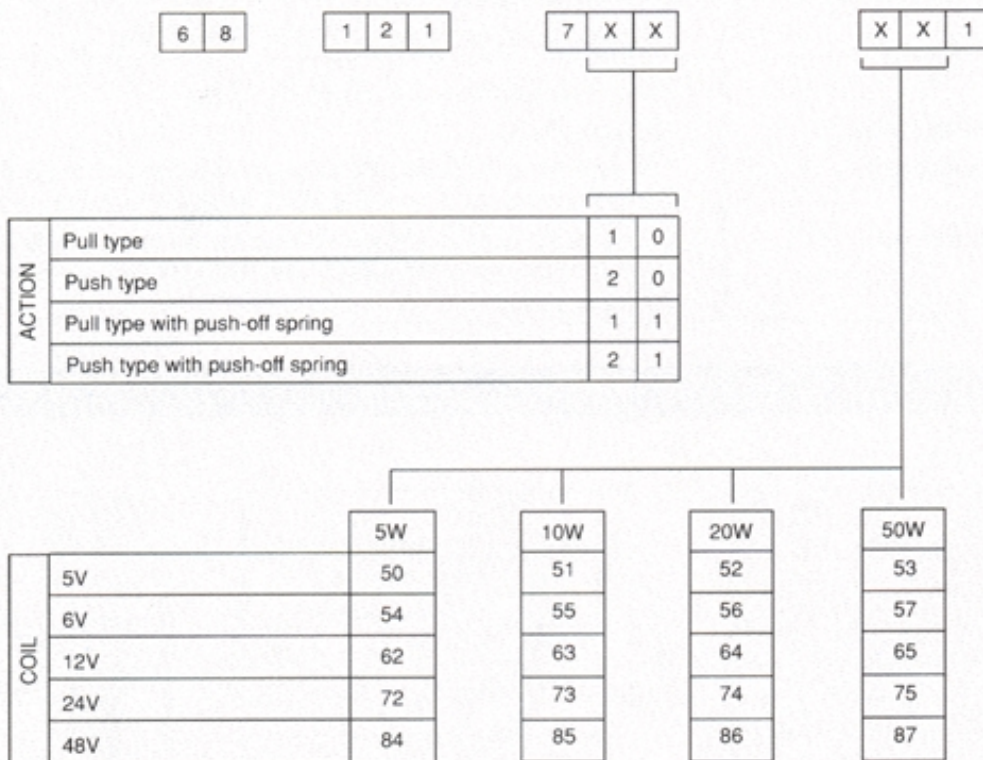 6 8 1 2 1 7 X X X X 1
ACTION
Pull type 1 0
Push type 2 0
Pull type with push-off spring 1 1
Push type with push-off spring 2 1
5W 10W 20W 50W
COIL
5V 50 51 52 53
6V 54 55 56 57
12V 62 63 64 65
24V 72 73 74 75
48V 84 85 86 87